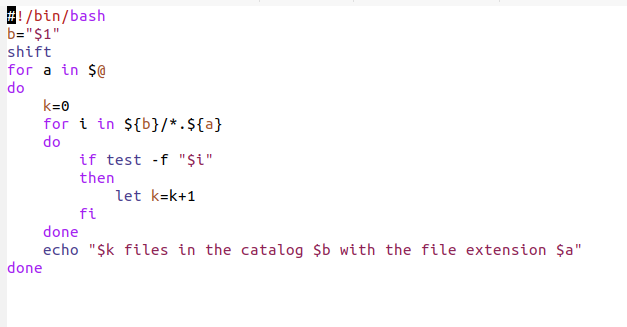 #!/bin/bash
b="$1"
shift
for a in $@
do
    k=0
    for i in ${b}/*.${a}
    do
        if test -f "$i"
        then
            let k=k+1
        fi
    done
    echo "$k files in the catalog $b with the file extension $a"
done